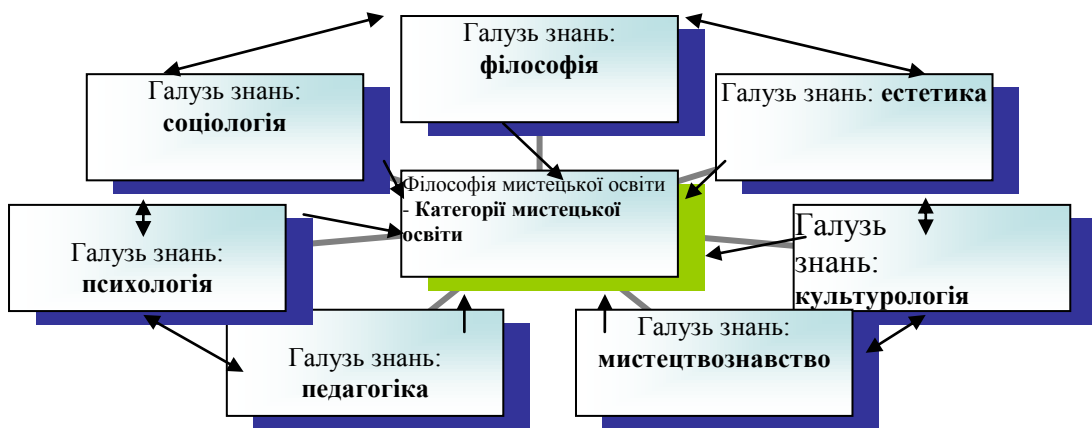 Галузь знань:
філософія
Галузь знань:
соціологія
Галузь знань: естетика
Філософія мистецької освіти
- Категорії мистецької
освіти
Галузь знань:
психологія
Галузь
знань:
культурологія
Галузь знань:
педагогіка
Галузь знань:
мистецтвознавство